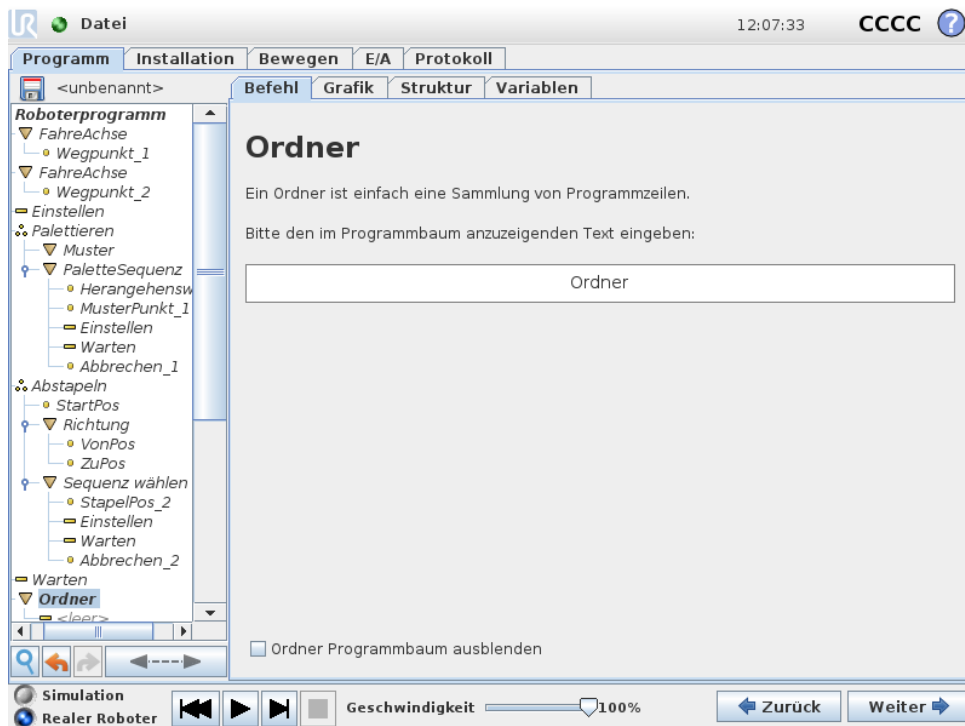 UR Datei 12:07:33 CCCC ?
Programm Installation Bewegen E/A Protokoll
<unbenannt>
Befehl Grafik Struktur Variablen
Roboterprogramm
FahreAchse
Wegpunkt_1
FahreAchse
Wegpunkt_2
Einstellen
Palettieren
Muster
PaletteSequenz
Herangehensw
MusterPunkt_1
Einstellen
Warten
Abbrechen_1
Abstapeln
StartPos
Richtung
VonPos
ZuPos
Sequenz wählen
StapelPos_2
Einstellen
Warten
Abbrechen_2
Warten
Ordner
<leer>
Ordner
Ein Ordner ist einfach eine Sammlung von Programmzeilen.
Bitte den im Programmbaum anzuzeigenden Text eingeben:
Ordner
Ordner Programmbaum ausblenden
Simulation
Realer Roboter
Geschwindigkeit 100%
Zurück Weiter